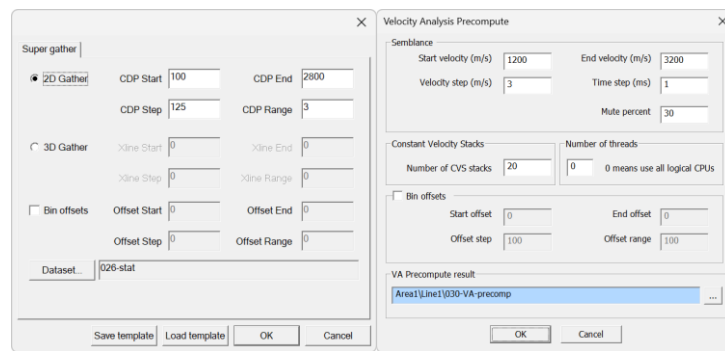 Super gather
2D Gather CDP Start 100 CDP End 2800
CDP Step 125 CDP Range 3
3D Gather Xline Start 0 Xline End 0
Xline Step 0 Xline Range 0
Bin offsets Offset Start 0 Offset End 0
Offset Step 0 Offset Range 0
Dataset... 026-stat
Save template Load template OK Cancel
Velocity Analysis Precompute
Semblance
Start velocity (m/s) 1200 End velocity (m/s) 3200
Velocity step (m/s) 3 Time step (ms) 1
Mute percent 30
Constant Velocity Stacks Number of threads
Number of CVS stacks 20 0 0 means use all logical CPUs
Bin offsets
Start offset 0 End offset 0
Offset step 100 Offset range 100
VA Precompute result
Area1\Line1\030-VA-precomp ...
OK Cancel